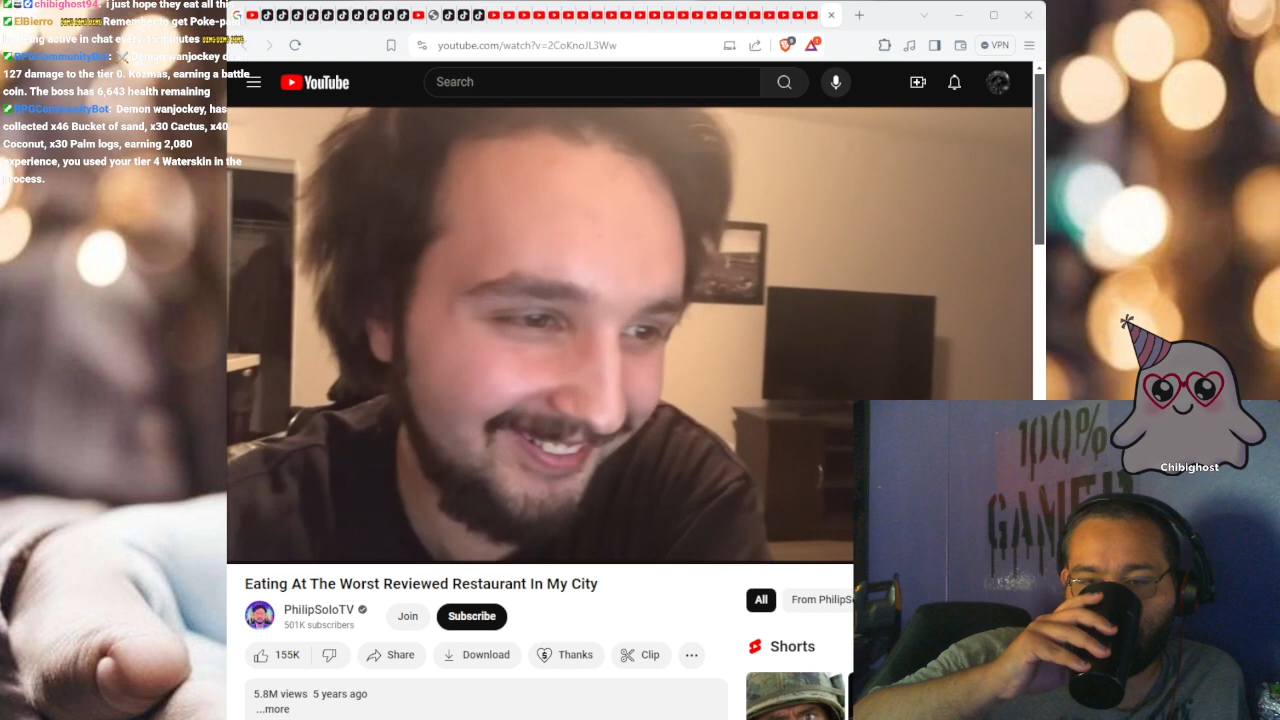 chibighost94: i just hope they eat all this
ElBierro Remember to get Poke-
being active in chat every 15 minutes
RPGCommunityBot: Demon wanjockey
127 damage to the tier 0. Kozmas, earning a battle
coin. The boss has 6,643 health remaining
RPGCommunityBot: Demon wanjockey, has
collected x46 Bucket of sand, x30 Cactus, x40
Coconut, x30 Palm logs, earning 2,080
experience, you used your tier 4 Waterskin in the
process.
youtube.com/watch?v=2CoKnoJL3Ww
VPN
YouTube
Search
100%
GAMER
Chibighost
Eating At The Worst Reviewed Restaurant In My City
PhilipSoloTV
501K subscribers
Join
Subscribe
All
From PhilipS
155K
Share
Download
Thanks
Clip
Shorts
5.8M views 5 years ago
...more